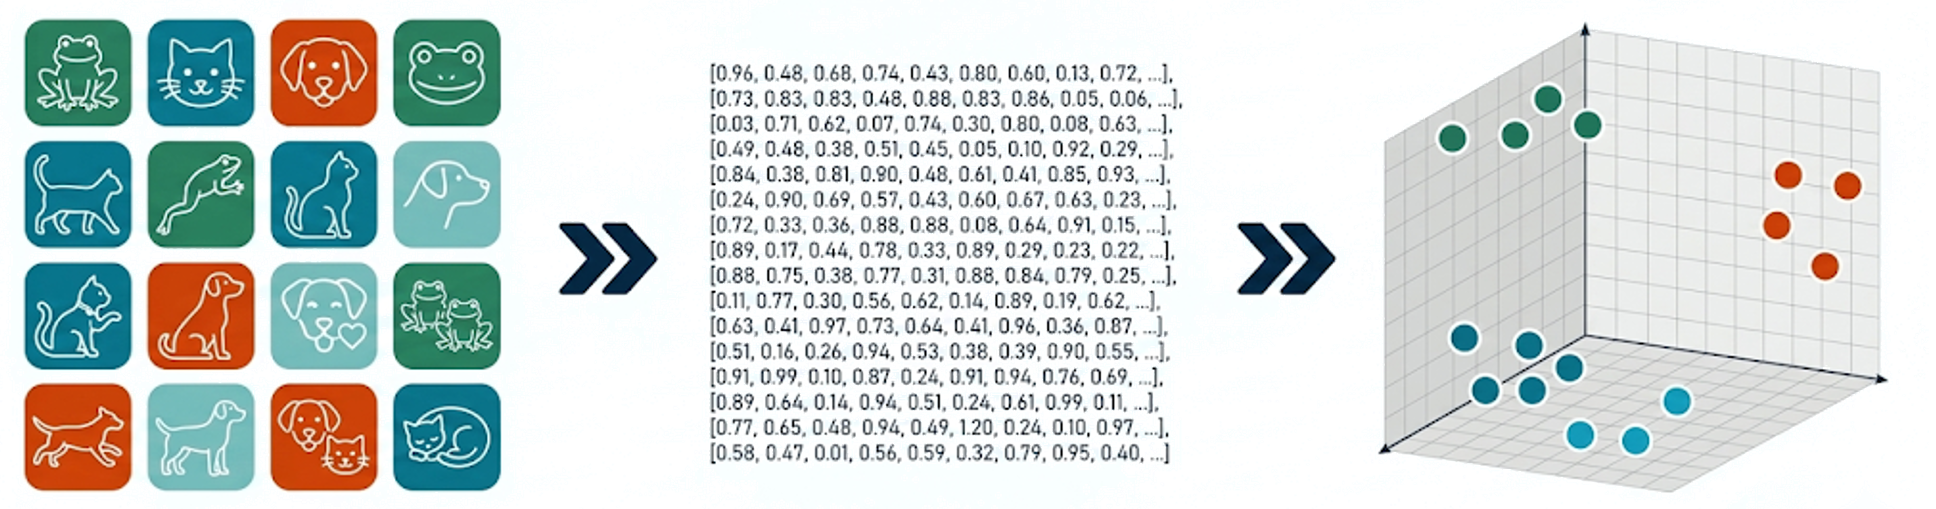 [0.96, 0.48, 0.68, 0.74, 0.43, 0.80, 0.60, 0.13, 0.72, ...],
[0.73, 0.83, 0.83, 0.48, 0.88, 0.83, 0.86, 0.05, 0.06, ...],
[0.03, 0.71, 0.62, 0.07, 0.74, 0.30, 0.80, 0.08, 0.63, ...],
[0.49, 0.48, 0.38, 0.51, 0.45, 0.05, 0.10, 0.92, 0.29, ...],
[0.84, 0.38, 0.81, 0.90, 0.48, 0.61, 0.41, 0.85, 0.93, ...],
[0.24, 0.90, 0.69, 0.57, 0.43, 0.60, 0.67, 0.63, 0.23, ...],
[0.72, 0.33, 0.36, 0.88, 0.88, 0.08, 0.64, 0.91, 0.15, ...],
[0.89, 0.17, 0.44, 0.78, 0.33, 0.89, 0.29, 0.23, 0.22, ...],
[0.88, 0.75, 0.38, 0.77, 0.31, 0.88, 0.84, 0.79, 0.25, ...],
[0.11, 0.77, 0.30, 0.56, 0.62, 0.14, 0.89, 0.19, 0.62, ...],
[0.63, 0.41, 0.97, 0.73, 0.64, 0.41, 0.96, 0.36, 0.87, ...],
[0.51, 0.16, 0.26, 0.94, 0.53, 0.38, 0.39, 0.90, 0.55, ...],
[0.91, 0.99, 0.10, 0.87, 0.24, 0.91, 0.94, 0.76, 0.69, ...],
[0.89, 0.64, 0.14, 0.94, 0.51, 0.24, 0.61, 0.99, 0.11, ...],
[0.77, 0.65, 0.48, 0.94, 0.49, 1.20, 0.24, 0.10, 0.97, ...],
[0.58, 0.47, 0.01, 0.56, 0.59, 0.32, 0.79, 0.95, 0.40, ...]